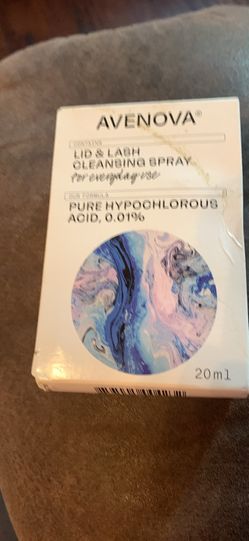 AVENOVA®
CONTAINS
LID & LASH
CLEANSING SPRAY
For everyday use
OUR FORMULA
PURE HYPOCHLOROUS
ACID, 0.01%
20ml